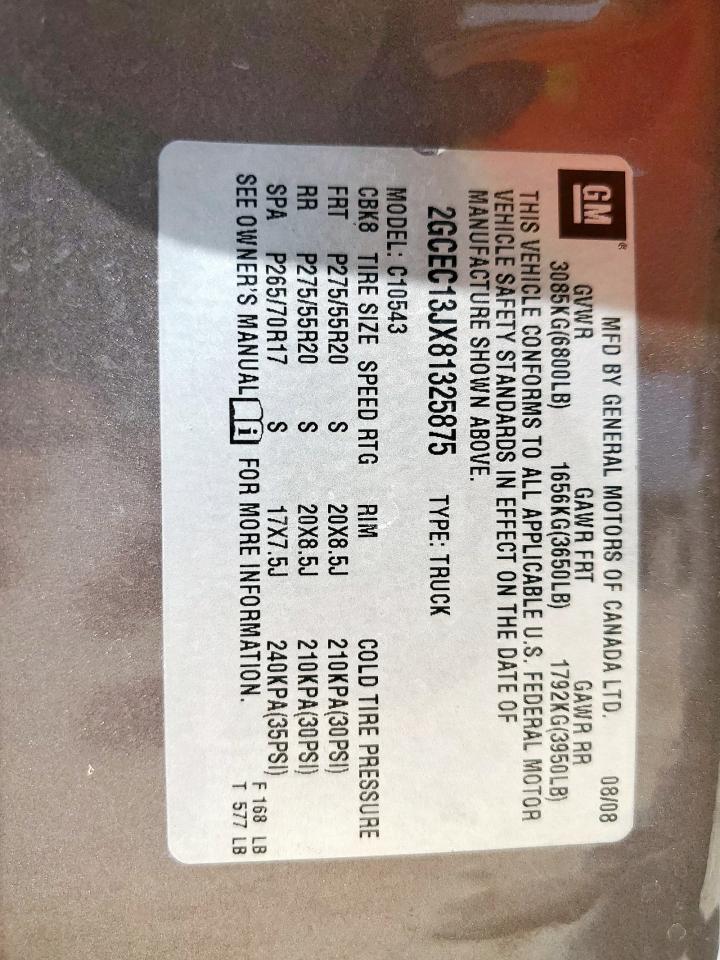 GM®
MFD BY GENERAL MOTORS OF CANADA LTD. 08/08
GVWR GAWR FRT GAWR RR
3085KG(6800LB) 1656KG(3650LB) 1792KG(3950LB)
THIS VEHICLE CONFORMS TO ALL APPLICABLE U.S. FEDERAL MOTOR
VEHICLE SAFETY STANDARDS IN EFFECT ON THE DATE OF
MANUFACTURE SHOWN ABOVE.
2GCEC13JX81325875 TYPE: TRUCK
MODEL: C10543
CBK8 TIRE SIZE SPEED RTG RIM COLD TIRE PRESSURE
FRT P275/55R20 S 20X8.5J 210KPA(30PSI)
RR P275/55R20 S 20X8.5J 210KPA(30PSI)
SPA P265/70R17 S 17X7.5J 240KPA(35PSI)
SEE OWNER'S MANUAL i FOR MORE INFORMATION.
F 168 LB
T 577 LB